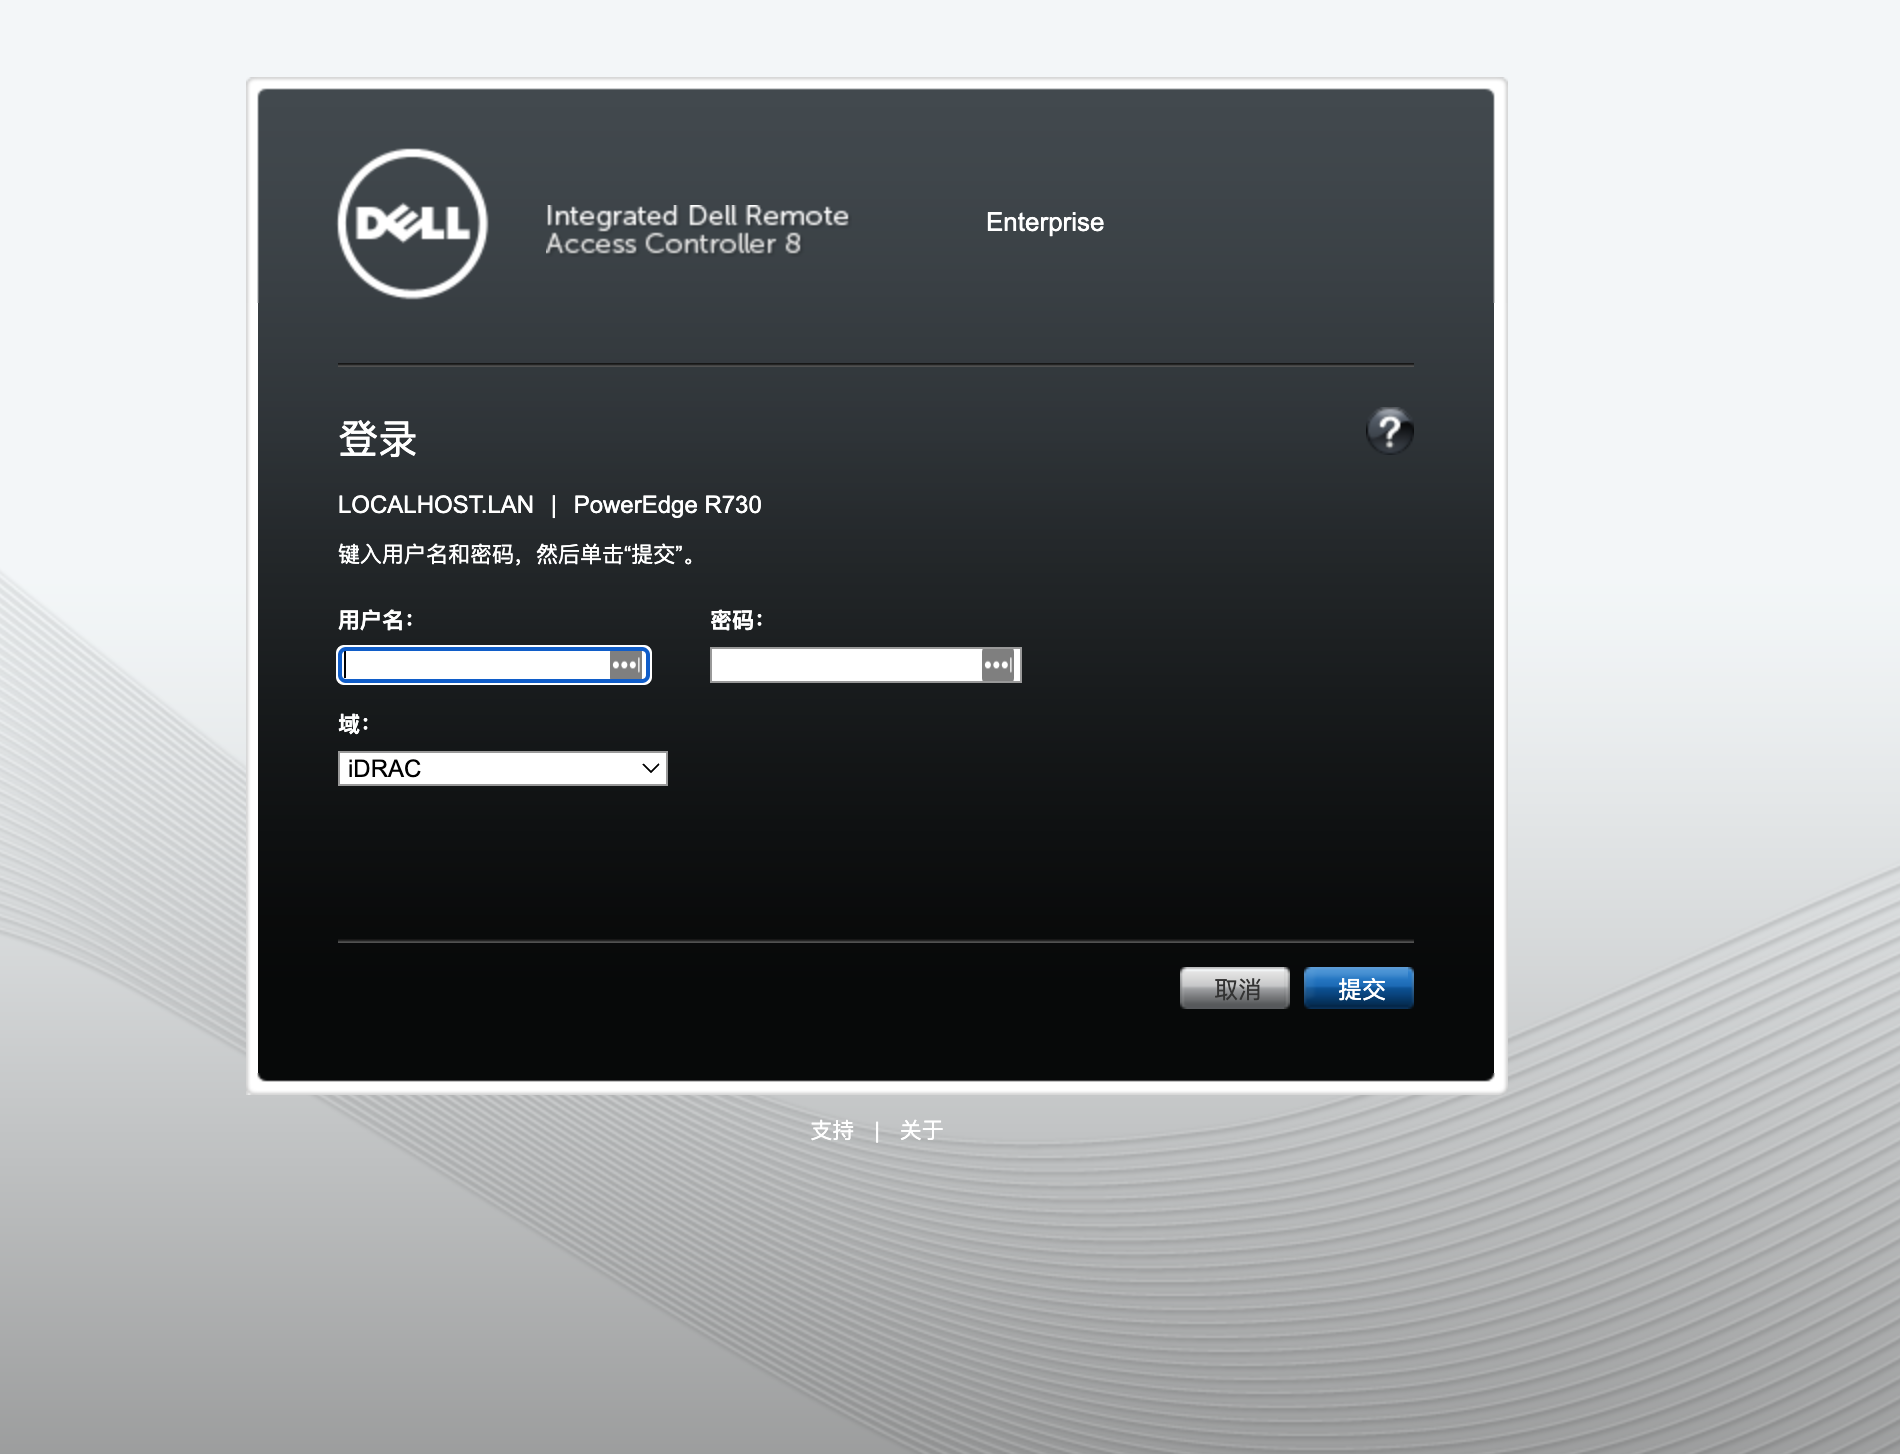 DELL
Integrated Dell Remote
Access Controller 8
Enterprise
登录
?
LOCALHOST.LAN | PowerEdge R730
键入用户名和密码，然后单击“提交”。
用户名： 密码：
域：
iDRAC
取消 提交
支持 | 关于